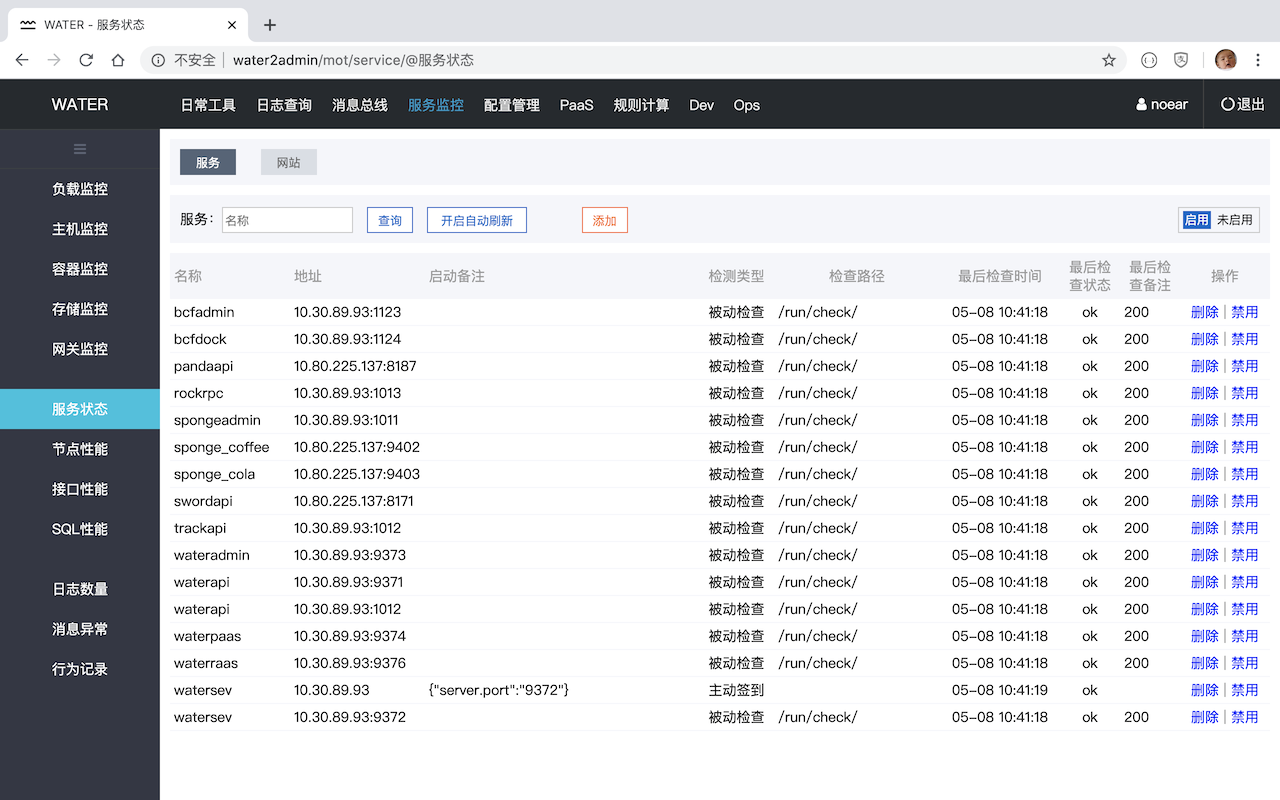 WATER - 服务状态
不安全 water2admin/mot/service/@服务状态
WATER 日常工具 日志查询 消息总线 服务监控 配置管理 PaaS 规则计算 Dev Ops noear 退出
负载监控
主机监控
容器监控
存储监控
网关监控
服务状态
节点性能
接口性能
SQL性能
日志数量
消息异常
行为记录
服务 网站
服务: 名称 查询 开启自动刷新 添加 启用 未启用
名称 地址 启动备注 检测类型 检查路径 最后检查时间 最后检查状态 最后检查备注 操作
bcfadmin 10.30.89.93:1123 被动检查 /run/check/ 05-08 10:41:18 ok 200 删除 | 禁用
bcfdock 10.30.89.93:1124 被动检查 /run/check/ 05-08 10:41:18 ok 200 删除 | 禁用
pandaapi 10.80.225.137:8187 被动检查 /run/check/ 05-08 10:41:18 ok 200 删除 | 禁用
rockrpc 10.30.89.93:1013 被动检查 /run/check/ 05-08 10:41:18 ok 200 删除 | 禁用
spongeadmin 10.30.89.93:1011 被动检查 /run/check/ 05-08 10:41:18 ok 200 删除 | 禁用
sponge_coffee 10.80.225.137:9402 被动检查 /run/check/ 05-08 10:41:18 ok 200 删除 | 禁用
sponge_cola 10.80.225.137:9403 被动检查 /run/check/ 05-08 10:41:18 ok 200 删除 | 禁用
swordapi 10.80.225.137:8171 被动检查 /run/check/ 05-08 10:41:18 ok 200 删除 | 禁用
trackapi 10.30.89.93:1012 被动检查 /run/check/ 05-08 10:41:18 ok 200 删除 | 禁用
wateradmin 10.30.89.93:9373 被动检查 /run/check/ 05-08 10:41:18 ok 200 删除 | 禁用
waterapi 10.30.89.93:9371 被动检查 /run/check/ 05-08 10:41:18 ok 200 删除 | 禁用
waterapi 10.30.89.93:1012 被动检查 /run/check/ 05-08 10:41:18 ok 200 删除 | 禁用
waterpaas 10.30.89.93:9374 被动检查 /run/check/ 05-08 10:41:18 ok 200 删除 | 禁用
waterraas 10.30.89.93:9376 被动检查 /run/check/ 05-08 10:41:18 ok 200 删除 | 禁用
watersev 10.30.89.93 {"server.port":"9372"} 主动签到 05-08 10:41:19 ok 删除 | 禁用
watersev 10.30.89.93:9372 被动检查 /run/check/ 05-08 10:41:18 ok 200 删除 | 禁用